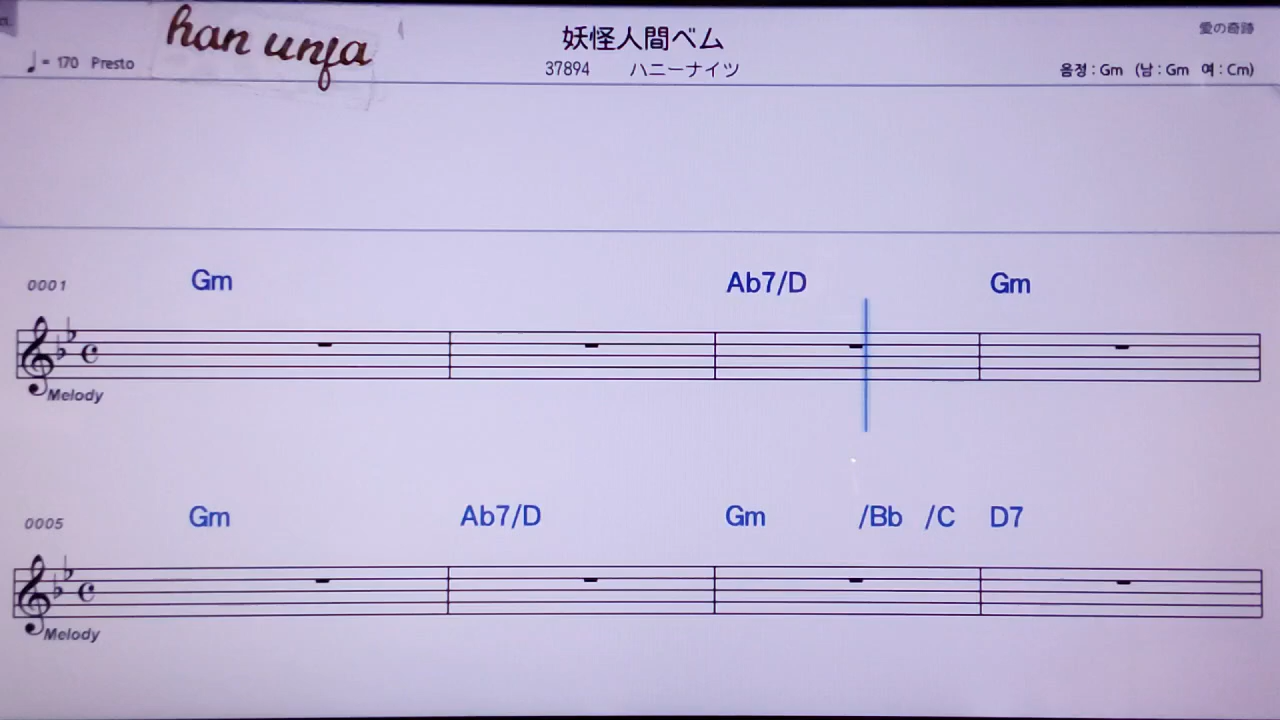 han unfa
妖怪人間ベム
愛の奇跡
♩= 170 Presto
37894 ハニーナイツ
음정 : Gm (남 : Gm 여 : Cm)
0001 Gm Ab7/D Gm
Melody
0005 Gm Ab7/D Gm /Bb /C D7
Melody